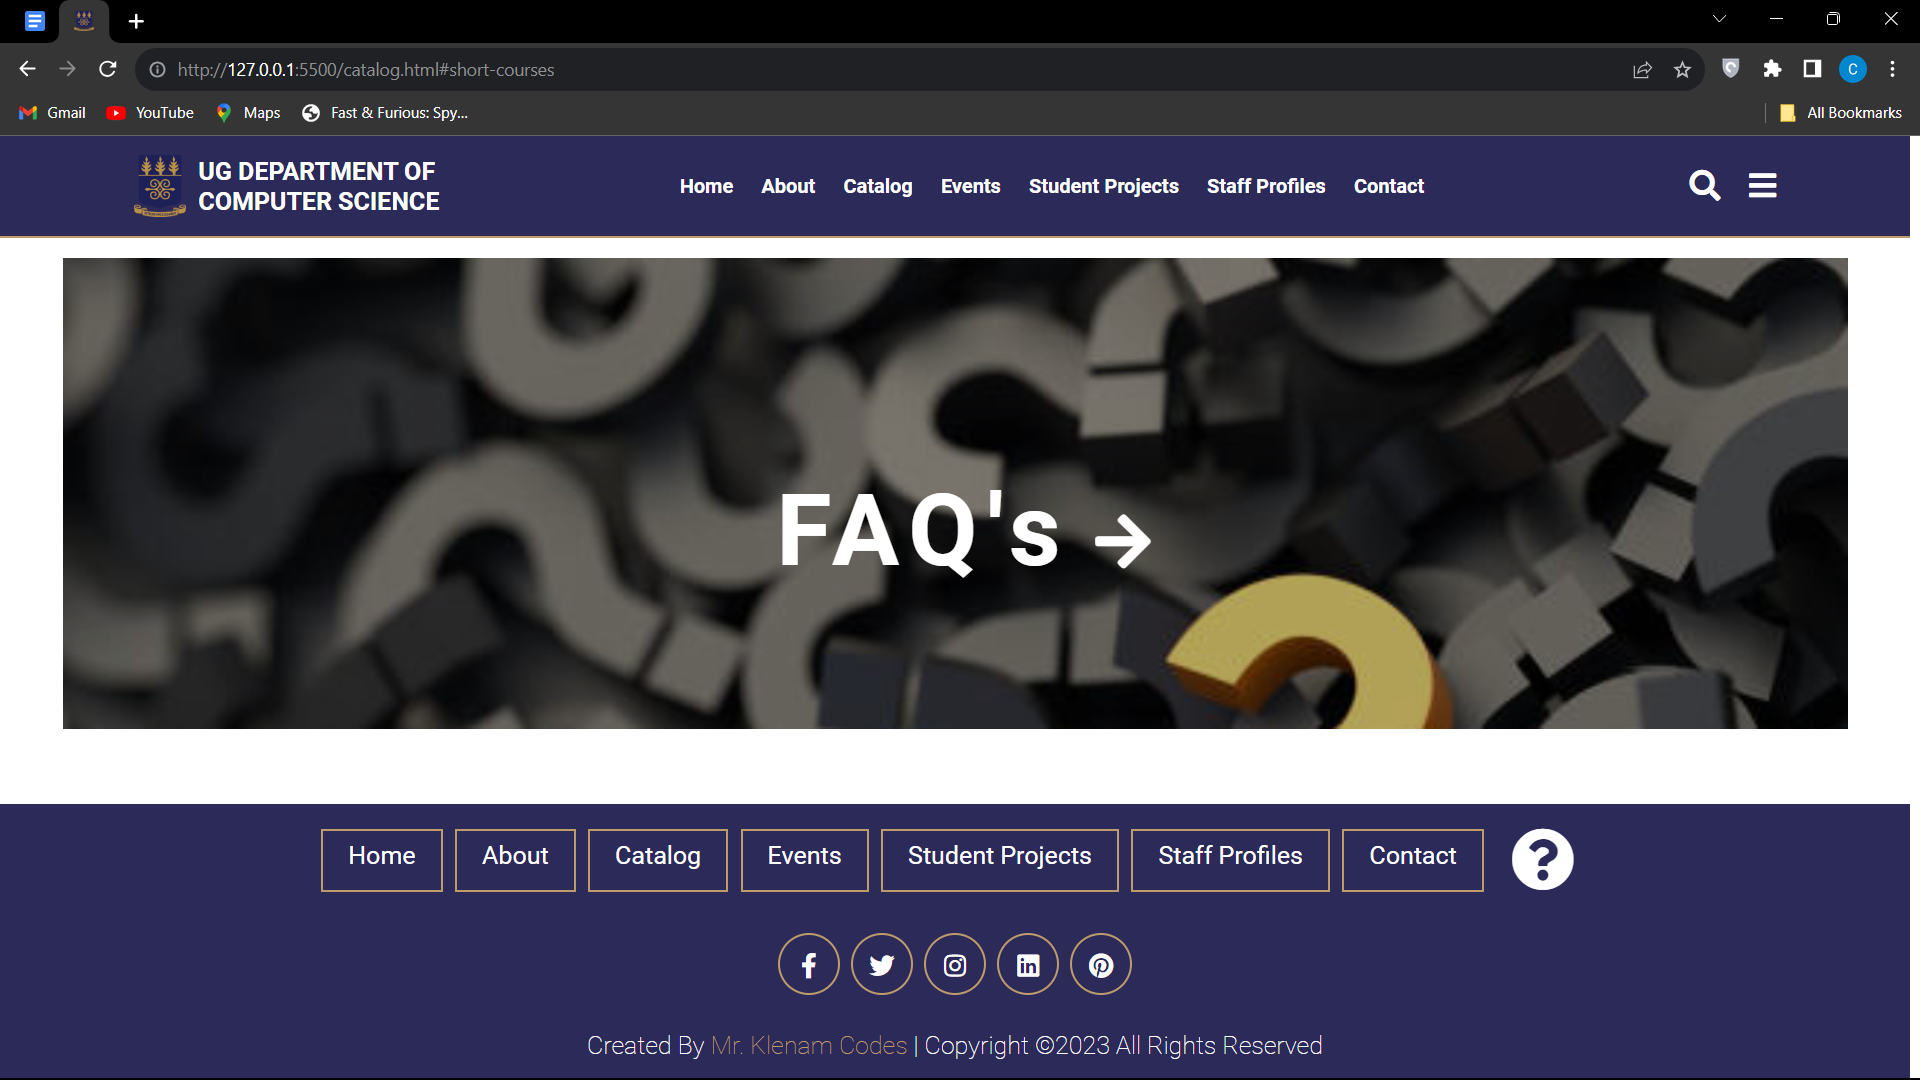 http://127.0.0.1:5500/catalog.html#short-courses
C
Gmail YouTube Maps Fast & Furious: Spy... All Bookmarks
UG DEPARTMENT OF
COMPUTER SCIENCE
Home About Catalog Events Student Projects Staff Profiles Contact
FAQ's
Home About Catalog Events Student Projects Staff Profiles Contact
Created By Mr. Klenam Codes | Copyright ©2023 All Rights Reserved